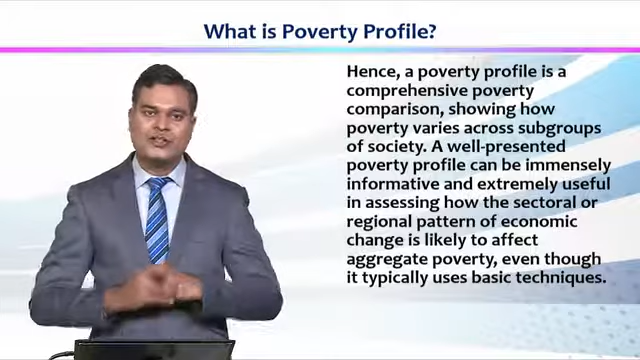 What is Poverty Profile?
Hence, a poverty profile is a
comprehensive poverty
comparison, showing how
poverty varies across subgroups
of society. A well-presented
poverty profile can be immensely
informative and extremely useful
in assessing how the sectoral or
regional pattern of economic
change is likely to affect
aggregate poverty, even though
it typically uses basic techniques.